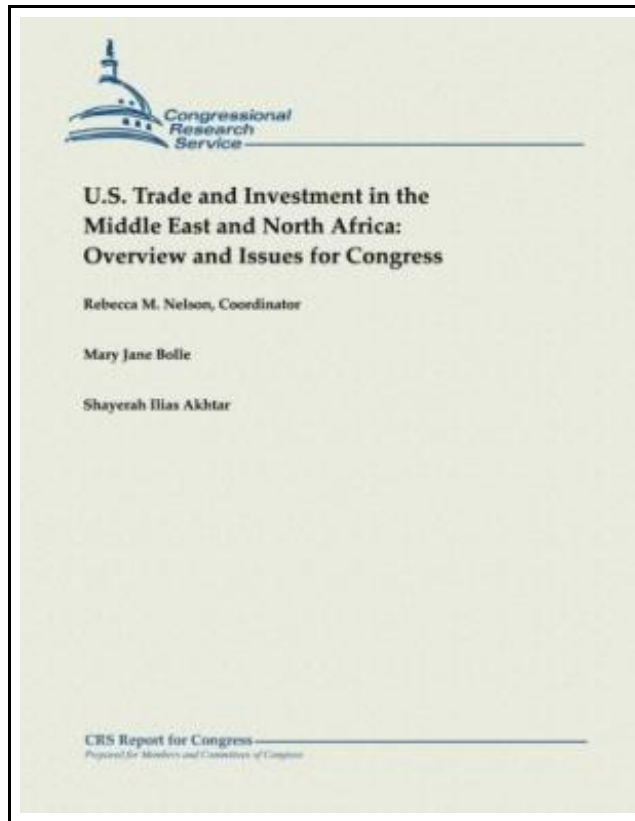 Congressional
Research
Service
U.S. Trade and Investment in the
Middle East and North Africa:
Overview and Issues for Congress
Rebecca M. Nelson, Coordinator
Mary Jane Bolle
Shayerah Ilias Akhtar
CRS Report for Congress
Prepared for Members and Committees of Congress